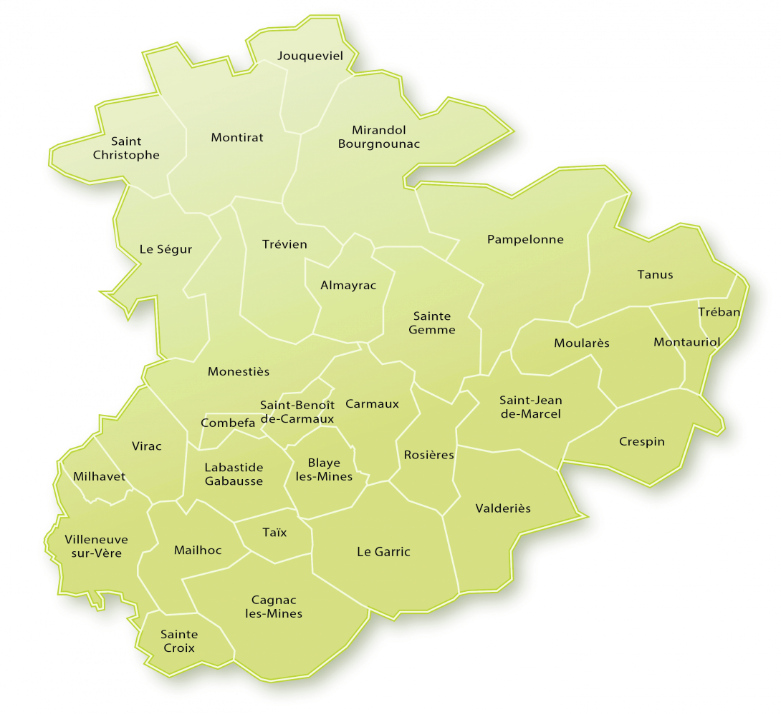 Jouqueviel
Mirandol
Bourgnounac
Montirat
Saint
Christophe
Le Ségur
Trévien
Pampelonne
Tanus
Almayrac
Sainte
Gemme
Tréban
Moularès
Montauriol
Monestiès
Saint-Benoît
de-Carmaux
Carmaux
Saint-Jean
de-Marcel
Combefa
Crespin
Virac
Rosières
Labastide
Gabausse
Blaye
les-Mines
Milhavet
Valderiès
Villeneuve
sur-Vère
Mailhoc
Taïx
Le Garric
Cagnac
les-Mines
Sainte
Croix